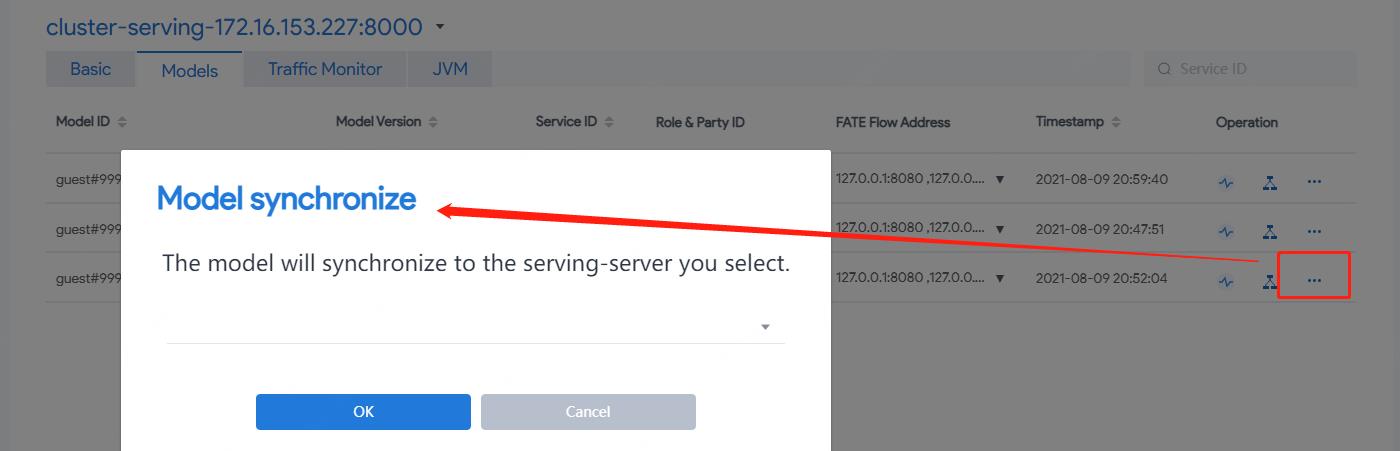 cluster-serving-172.16.153.227:8000
Basic Models Traffic Monitor JVM Service ID
Model ID Model Version Service ID Role & Party ID FATE Flow Address Timestamp Operation
guest#999 127.0.0.1:8080 ,127.0.0.... 2021-08-09 20:59:40 ...
guest#999 127.0.0.1:8080 ,127.0.0.... 2021-08-09 20:47:51 ...
guest#999 127.0.0.1:8080 ,127.0.0.... 2021-08-09 20:52:04 ...
Model synchronize
The model will synchronize to the serving-server you select.
OK Cancel